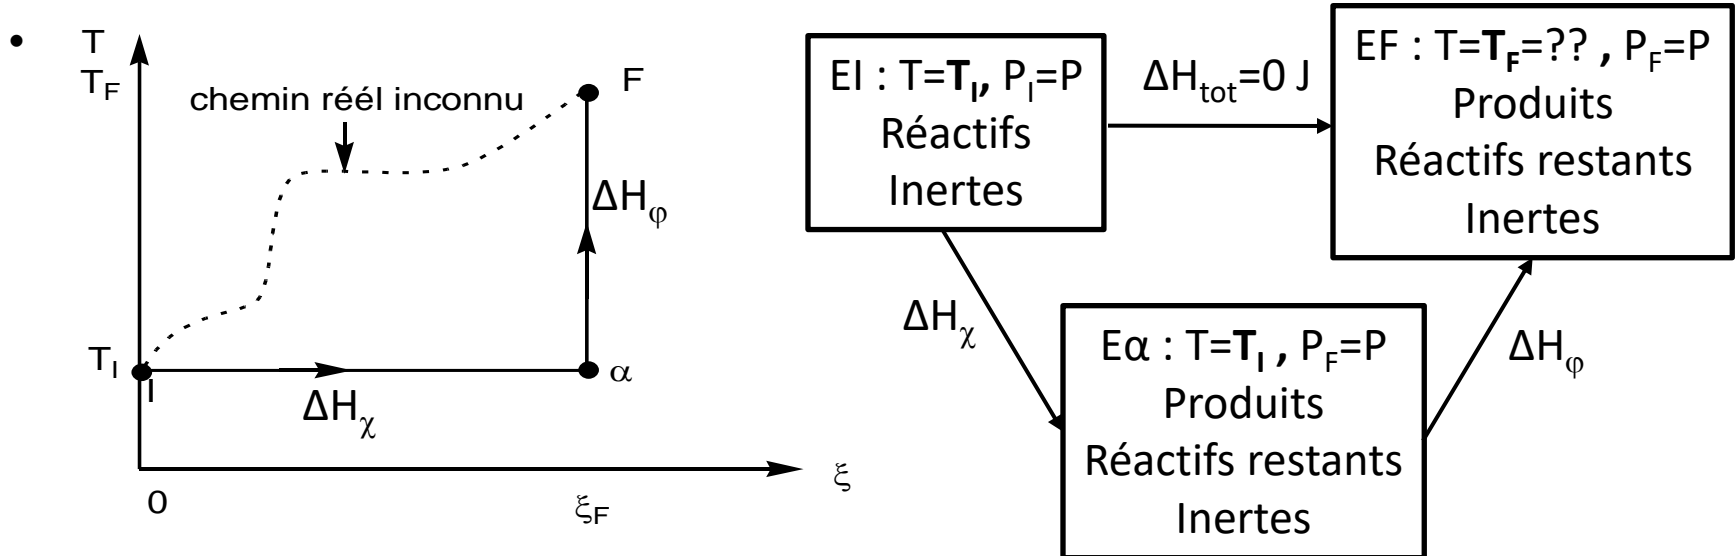 •
T
T_F
chemin réél inconnu
F
ΔH_φ
T_I
I
ΔH_χ
α
0
ξ_F
ξ
EI : T=T_I, P_I=P
Réactifs
Inertes
ΔH_tot=0 J
EF : T=T_F=?? , P_F=P
Produits
Réactifs restants
Inertes
ΔH_χ
Eα : T=T_I , P_F=P
Produits
Réactifs restants
Inertes
ΔH_φ